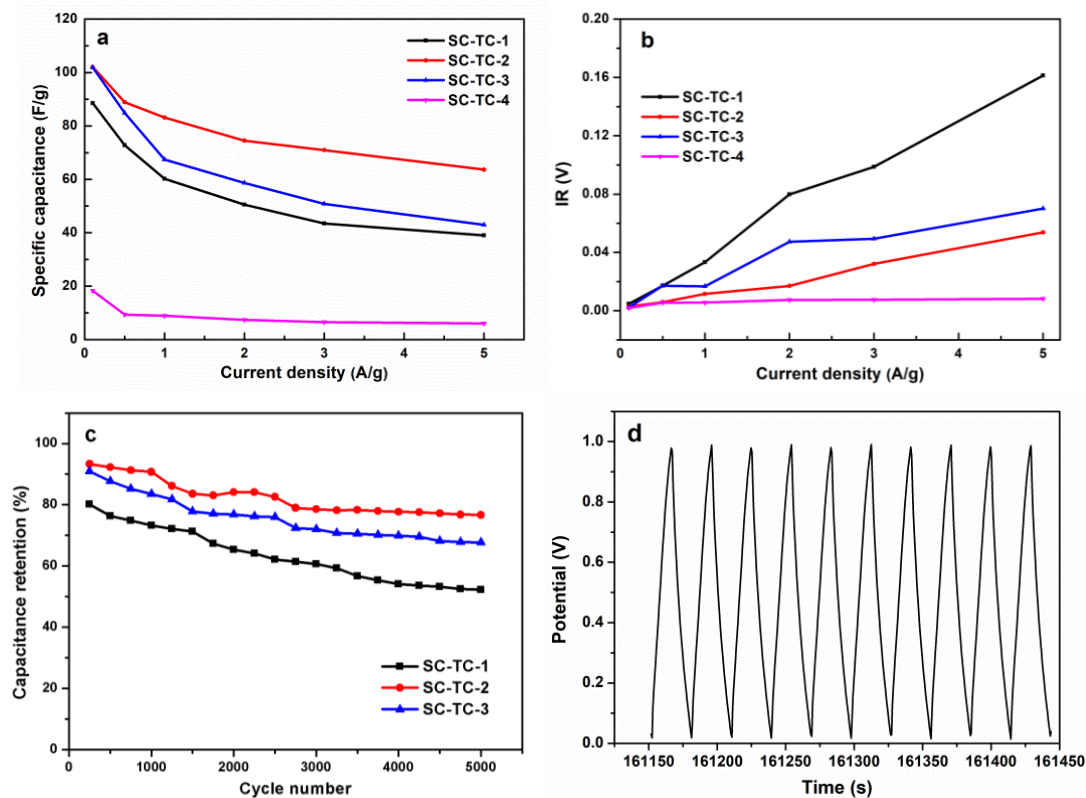 a
SC-TC-1
SC-TC-2
SC-TC-3
SC-TC-4
120
100
80
60
40
20
0
Specific capacitance (F/g)
0 1 2 3 4 5
Current density (A/g)
b
SC-TC-1
SC-TC-2
SC-TC-3
SC-TC-4
0.20
0.16
0.12
0.08
0.04
0.00
IR (V)
0 1 2 3 4 5
Current density (A/g)
c
100
80
60
40
20
0
Capacitance retention (%)
SC-TC-1
SC-TC-2
SC-TC-3
0 1000 2000 3000 4000 5000
Cycle number
d
1.0
0.8
0.6
0.4
0.2
0.0
Potential (V)
161150 161200 161250 161300 161350 161400 161450
Time (s)